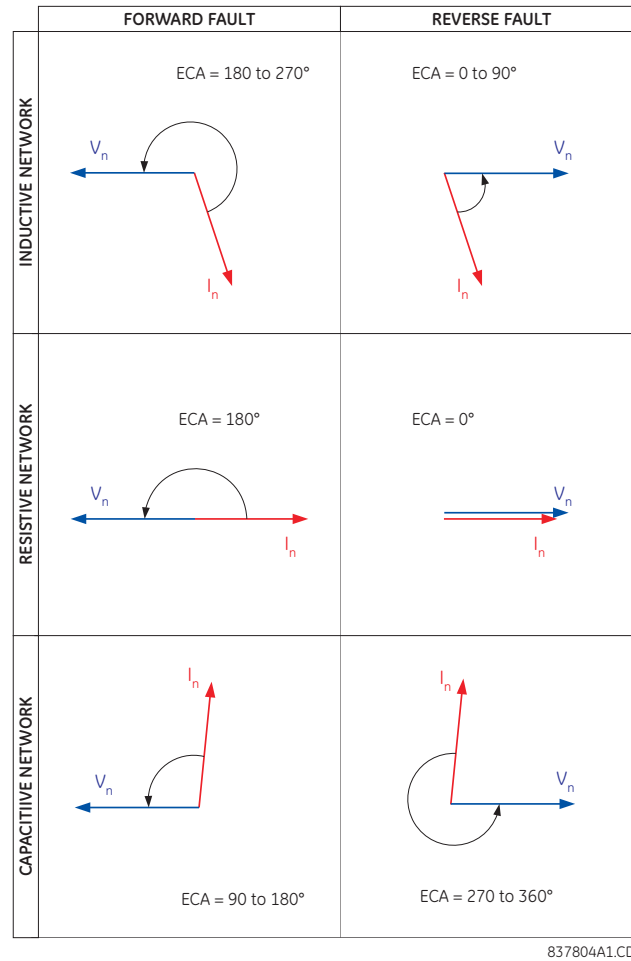 FORWARD FAULT
REVERSE FAULT
INDUCTIVE NETWORK
ECA = 180 to 270°
Vn
In
ECA = 0 to 90°
Vn
In
RESISTIVE NETWORK
ECA = 180°
Vn
In
ECA = 0°
Vn
In
CAPACITIIVE NETWORK
In
Vn
ECA = 90 to 180°
In
Vn
ECA = 270 to 360°
837804A1.CD